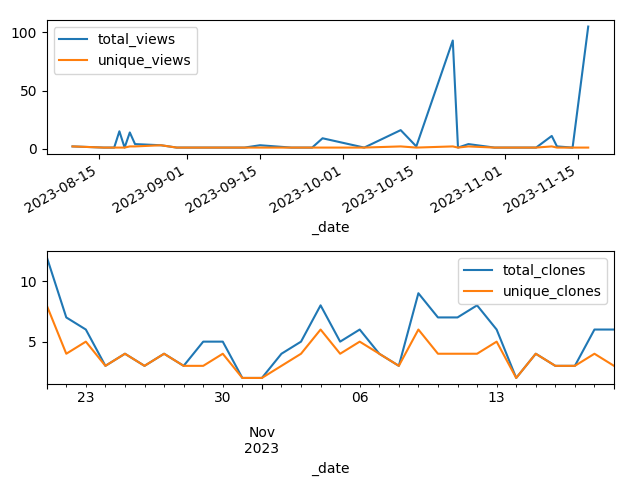 100
50
0
total_views
unique_views
2023-08-15
2023-09-01
2023-09-15
2023-10-01
2023-10-15
2023-11-01
2023-11-15
_date
10
5
total_clones
unique_clones
23
30
06
13
Nov
2023
_date